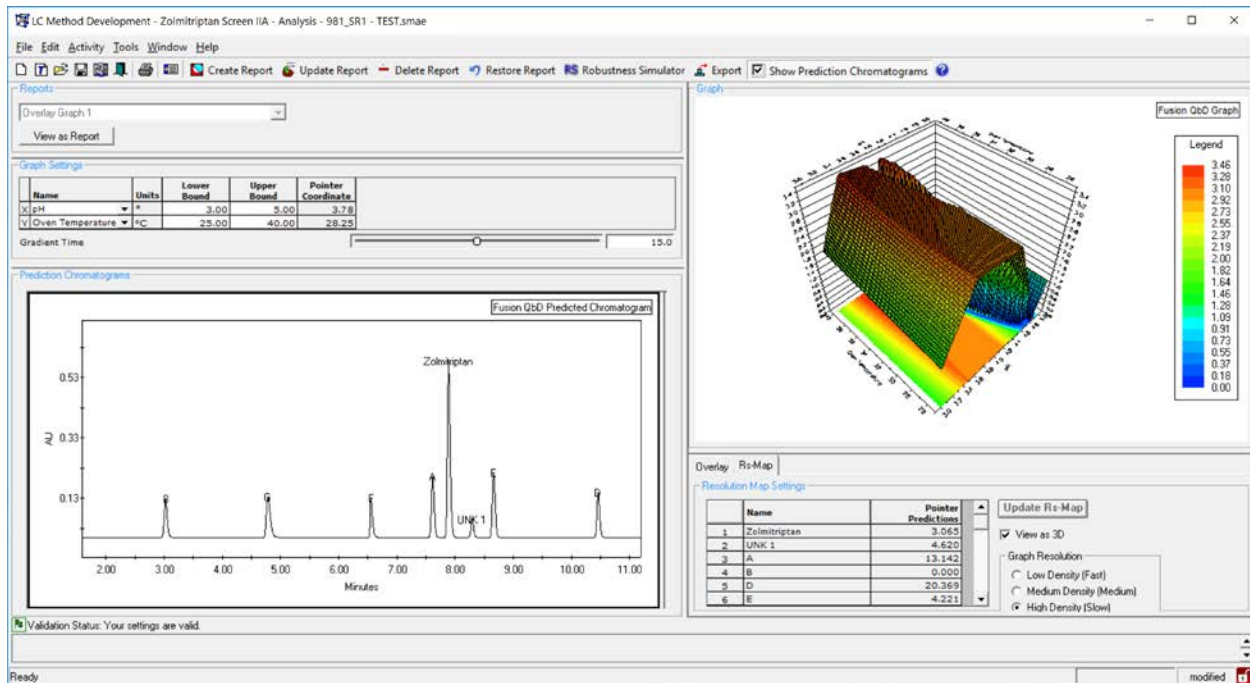 LC Method Development - Zolmitriptan Screen IIA - Analysis - 981_SR1 - TEST.smae
File Edit Activity Tools Window Help
Create Report Update Report Delete Report Restore Report RS Robustness Simulator Export Show Prediction Chromatograms
Reports
Overlay Graph 1
View as Report
Graph Settings
Name Units Lower Bound Upper Bound Pointer Coordinate
X pH * 3.00 5.00 3.78
Y Oven Temperature °C 25.00 40.00 28.25
Gradient Time 15.0
Prediction Chromatograms
Fusion QbD Predicted Chromatogram
Zolmitriptan
0.53
AU 0.33
A E
0.13 B D
UNK 1
2.00 3.00 4.00 5.00 6.00 7.00 8.00 9.00 10.00 11.00
Minutes
Graph
Fusion QbD Graph
Legend
3.46
3.28
3.10
2.92
2.73
2.55
2.37
2.19
2.00
1.82
1.64
1.46
1.28
1.09
0.91
0.73
0.55
0.37
0.18
0.00
Oven Temperature
pH
Overlay Rs-Map
Resolution Map Settings
Name Pointer Predictions
1 Zolmitriptan 3.065
2 UNK 1 4.620
3 A 13.142
4 B 0.000
5 D 20.369
6 E 4.221
Update Rs-Map
View as 3D
Graph Resolution
Low Density (Fast)
Medium Density (Medium)
High Density (Slow)
Validation Status: Your settings are valid.
Ready modified